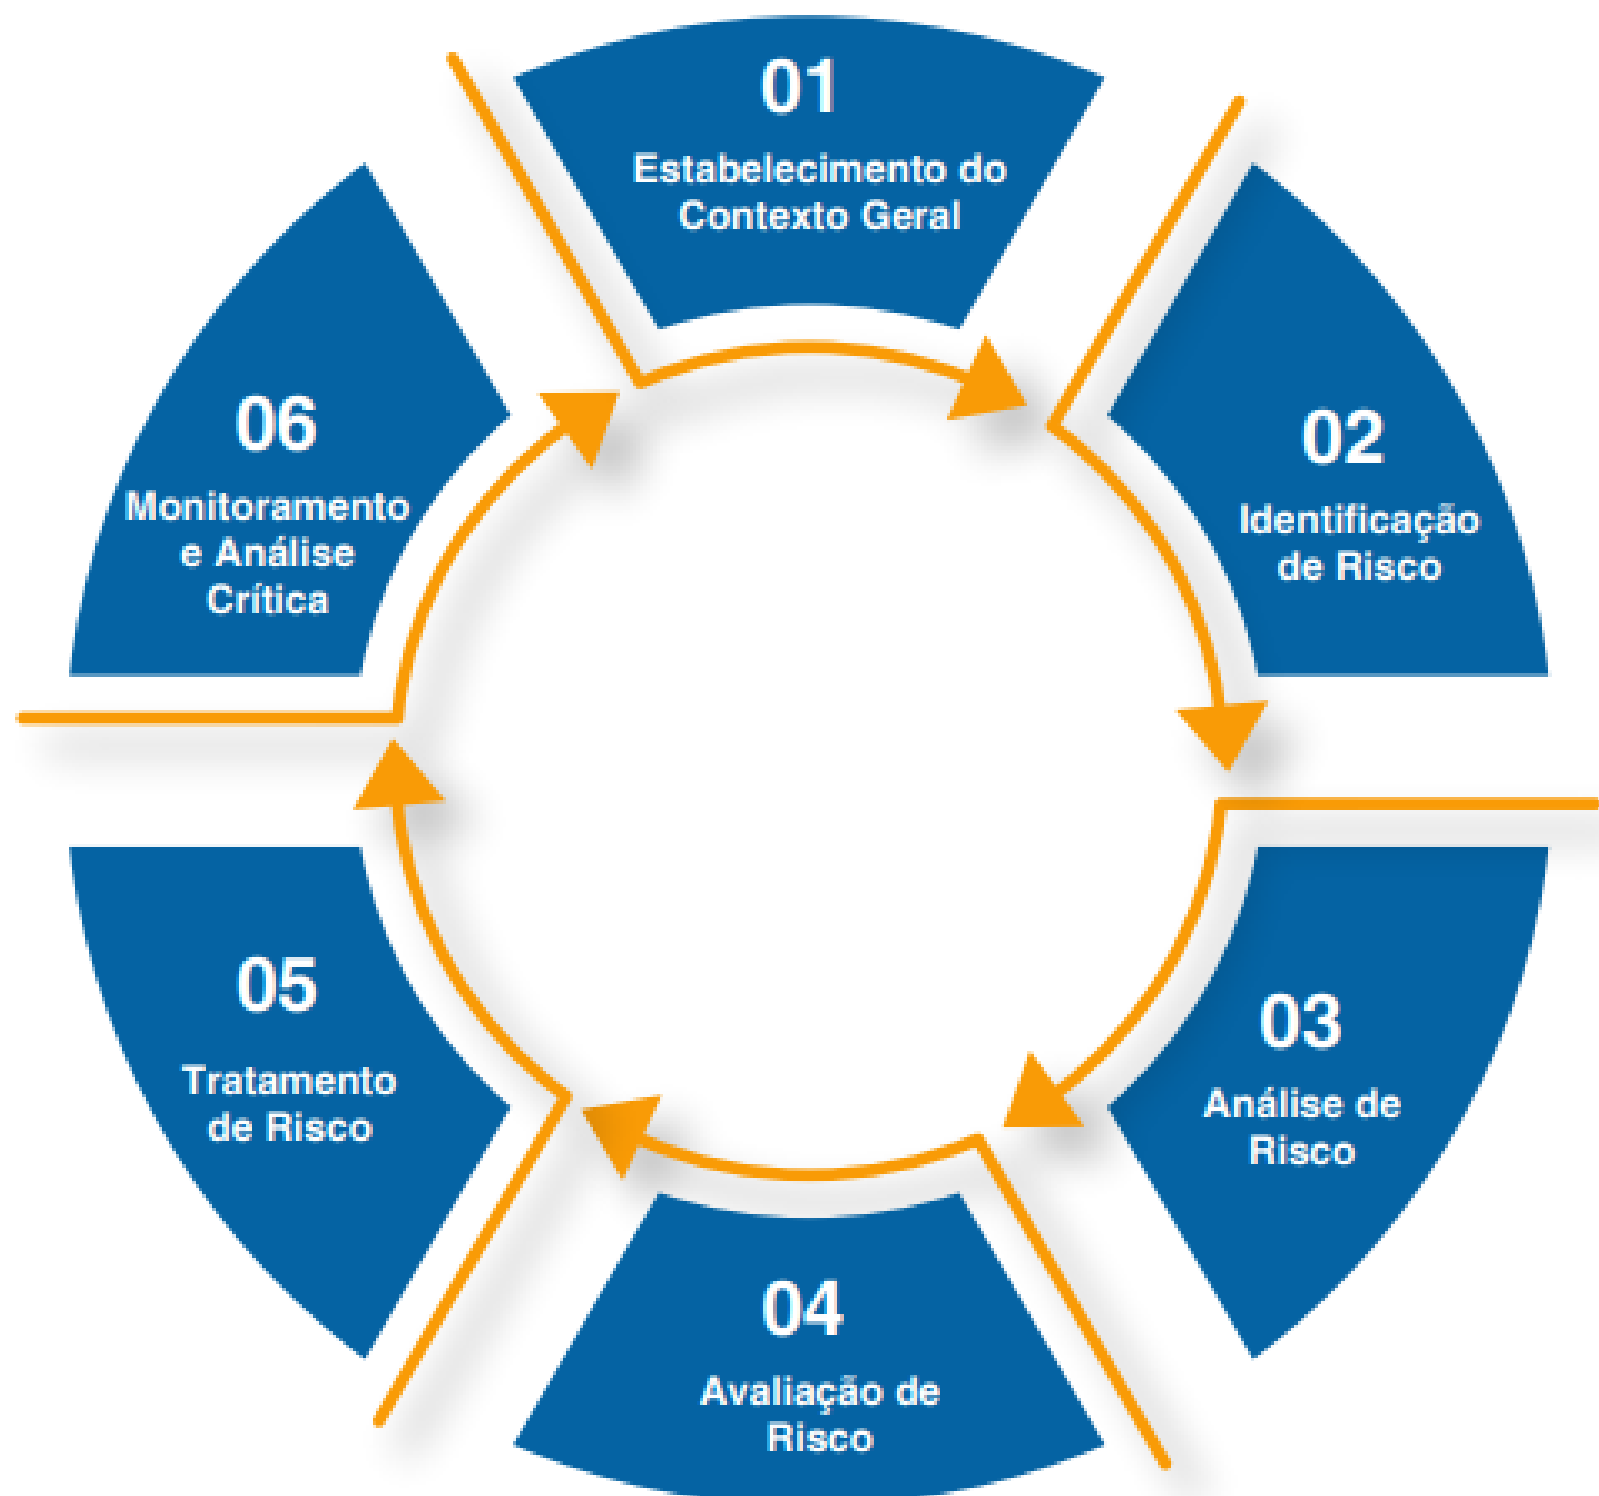 01
Estabelecimento do
Contexto Geral
02
Identificação
de Risco
03
Análise de
Risco
04
Avaliação de
Risco
05
Tratamento
de Risco
06
Monitoramento
e Análise
Crítica